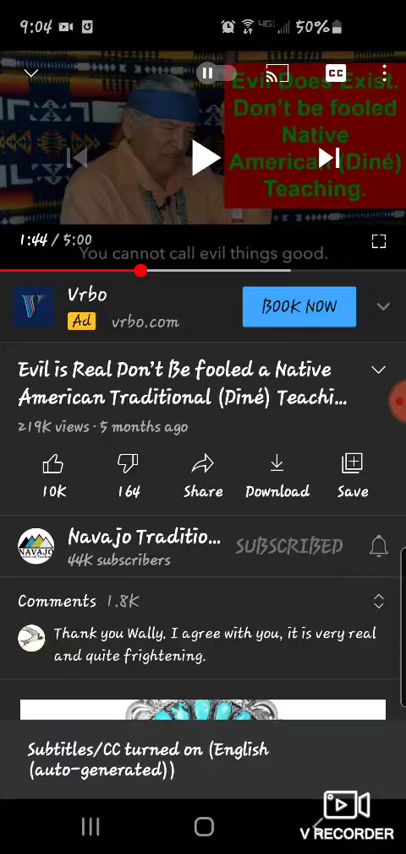 9:04
4GE
50%
CC
Evil Does Exist.
Don't be fooled
Native
American (Diné)
Teaching.
1:44 / 5:00
You cannot call evil things good.
Vrbo
BOOK NOW
Ad vrbo.com
Evil is Real Don't Be fooled a Native
American Traditional (Diné) Teachi...
219K views · 5 months ago
10K
164
Share
Download
Save
NAVAJO
Navajo Traditio...
SUBSCRIBED
44K subscribers
Comments 1.8K
Thank you Wally. I agree with you, it is very real
and quite frightening.
Subtitles/CC turned on (English
(auto-generated))
V RECORDER